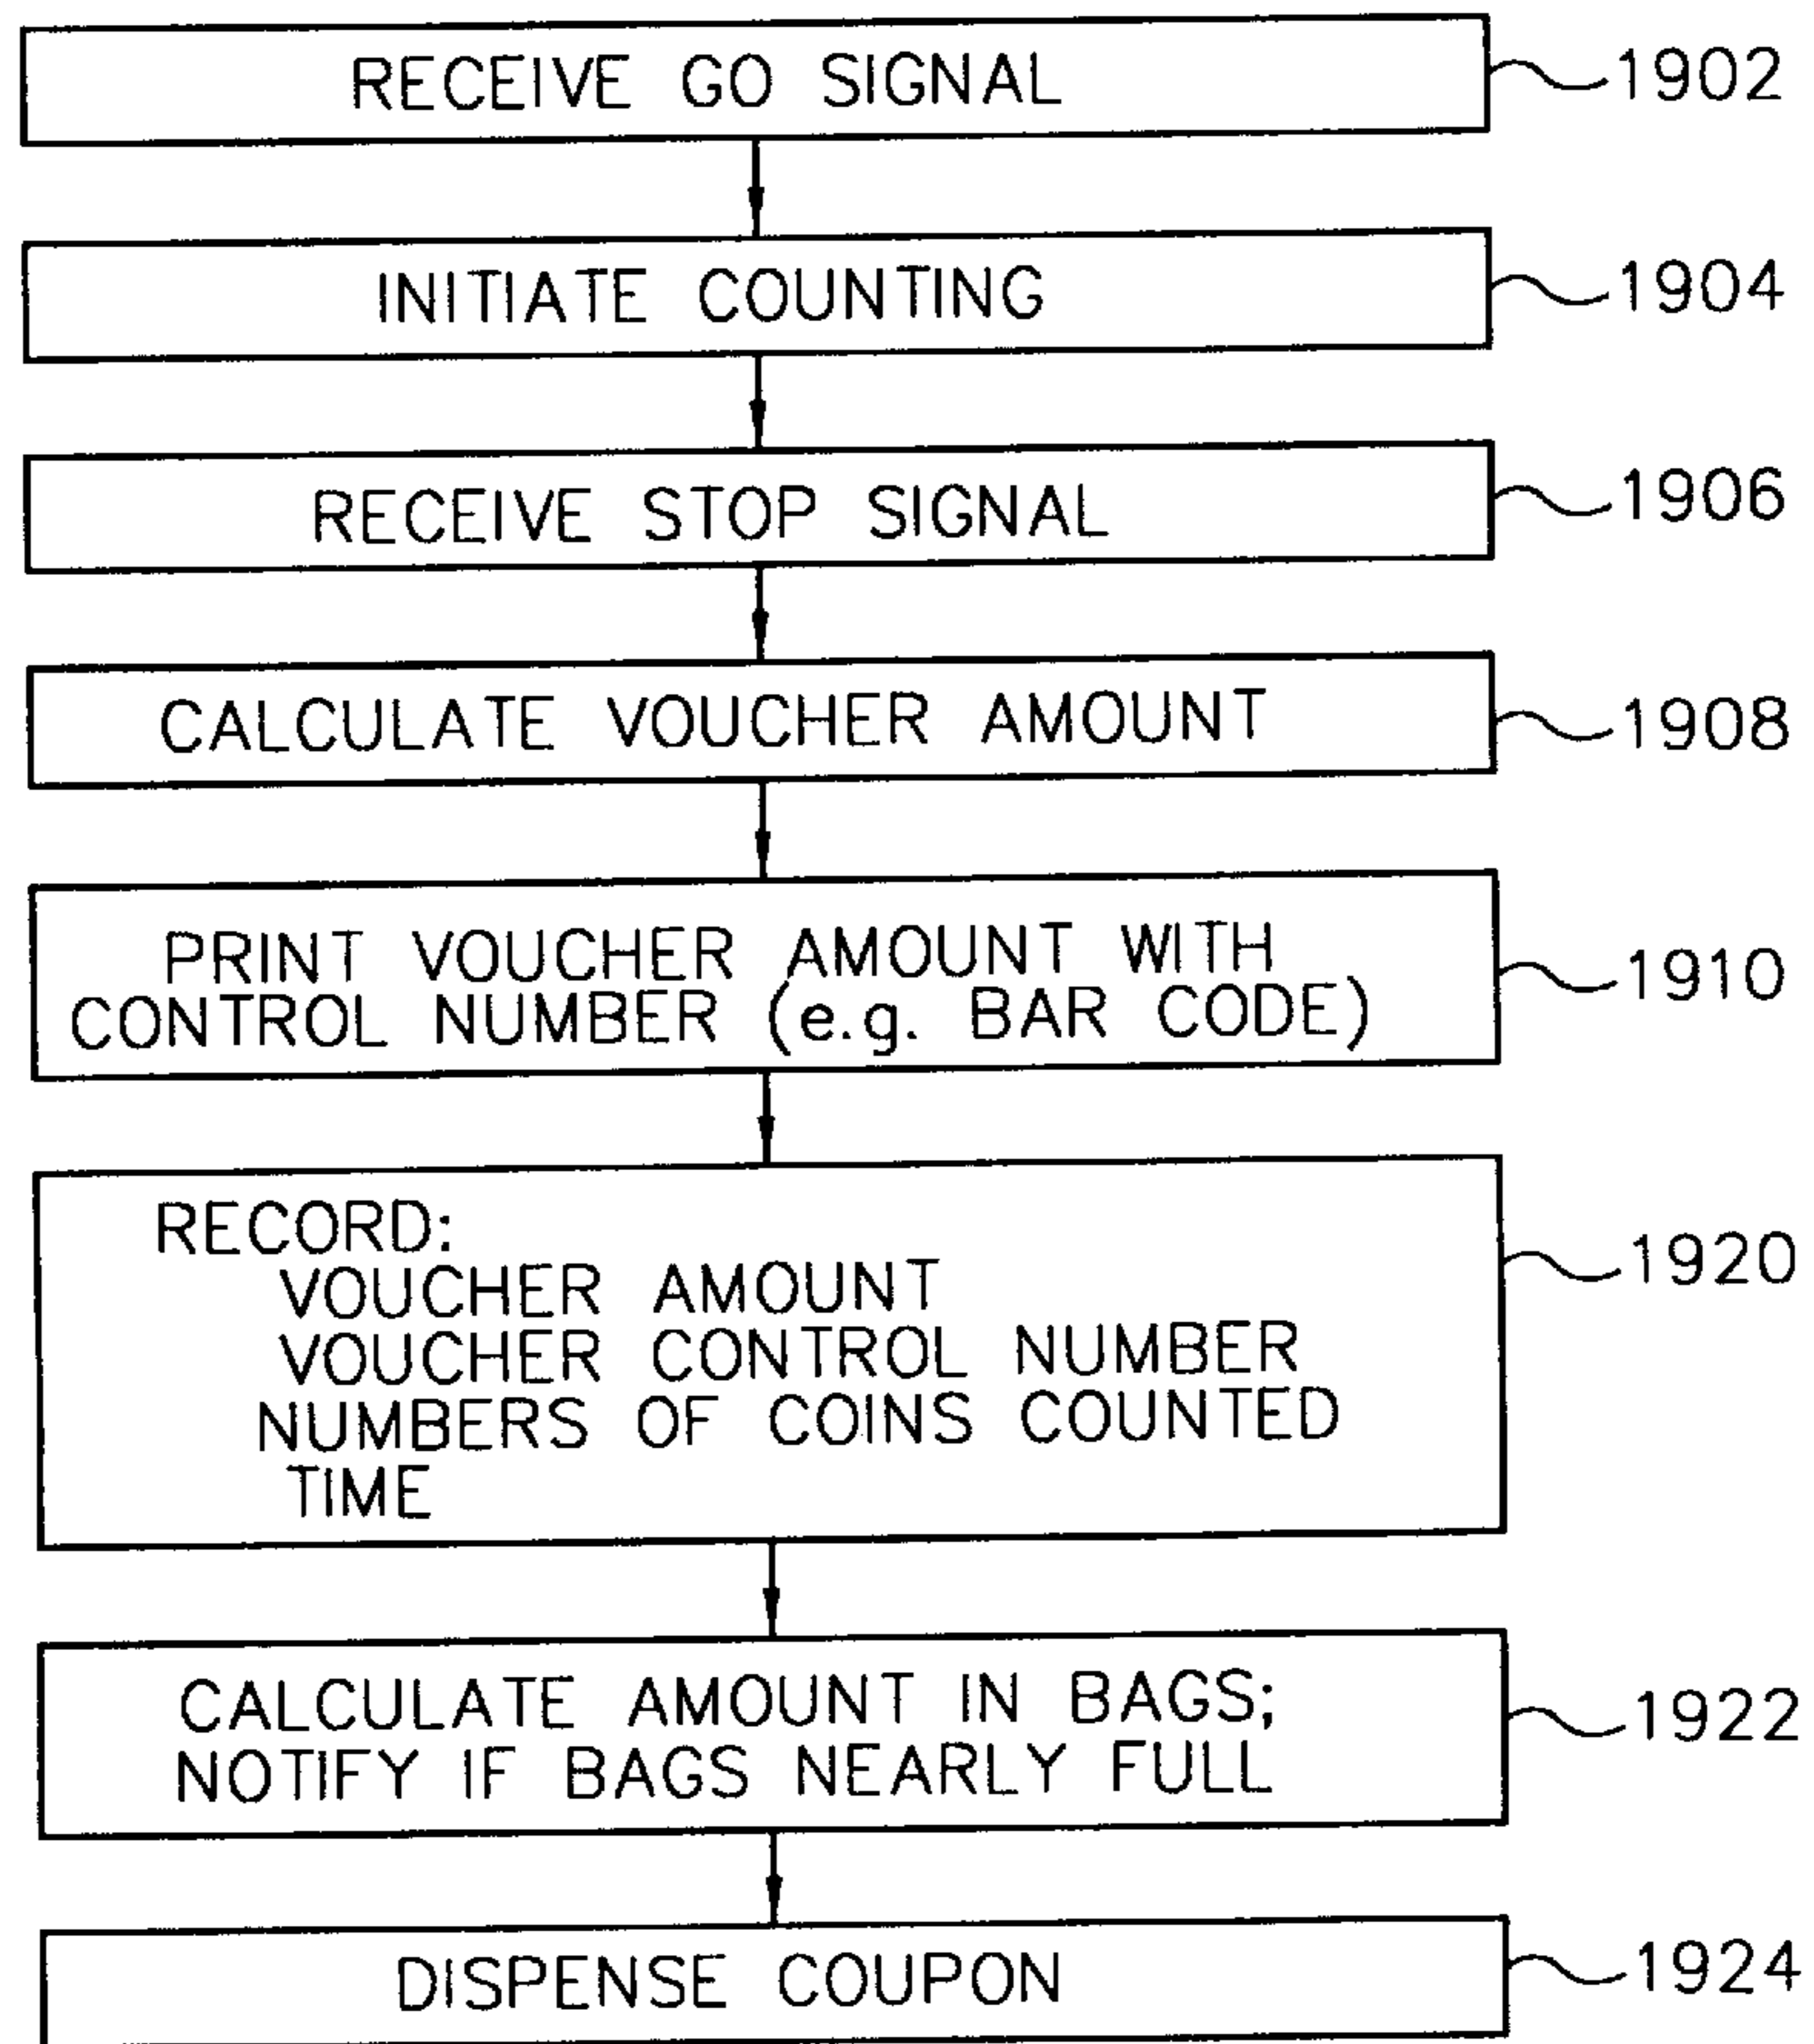 RECEIVE GO SIGNAL 1902
INITIATE COUNTING 1904
RECEIVE STOP SIGNAL 1906
CALCULATE VOUCHER AMOUNT 1908
PRINT VOUCHER AMOUNT WITH
CONTROL NUMBER (e.g. BAR CODE) 1910
RECORD: 1920
VOUCHER AMOUNT
VOUCHER CONTROL NUMBER
NUMBERS OF COINS COUNTED
TIME
CALCULATE AMOUNT IN BAGS; 1922
NOTIFY IF BAGS NEARLY FULL
DISPENSE COUPON 1924